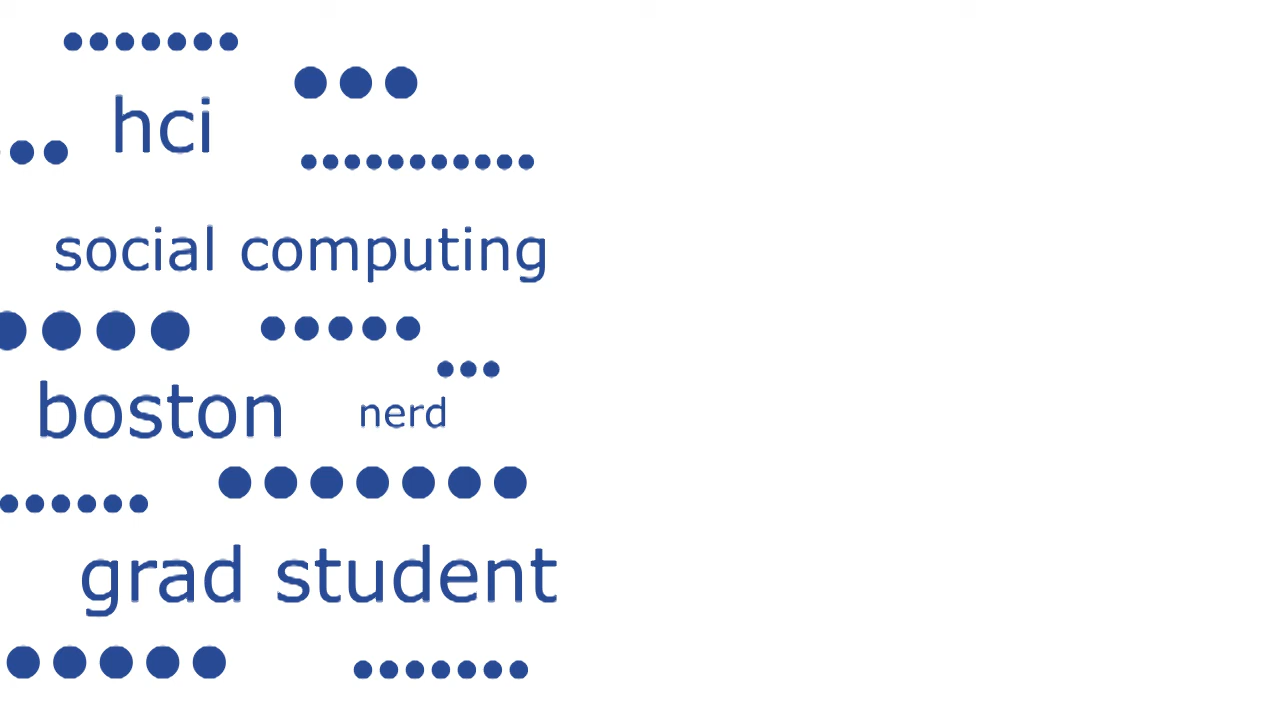 hci
social computing
boston
nerd
grad student